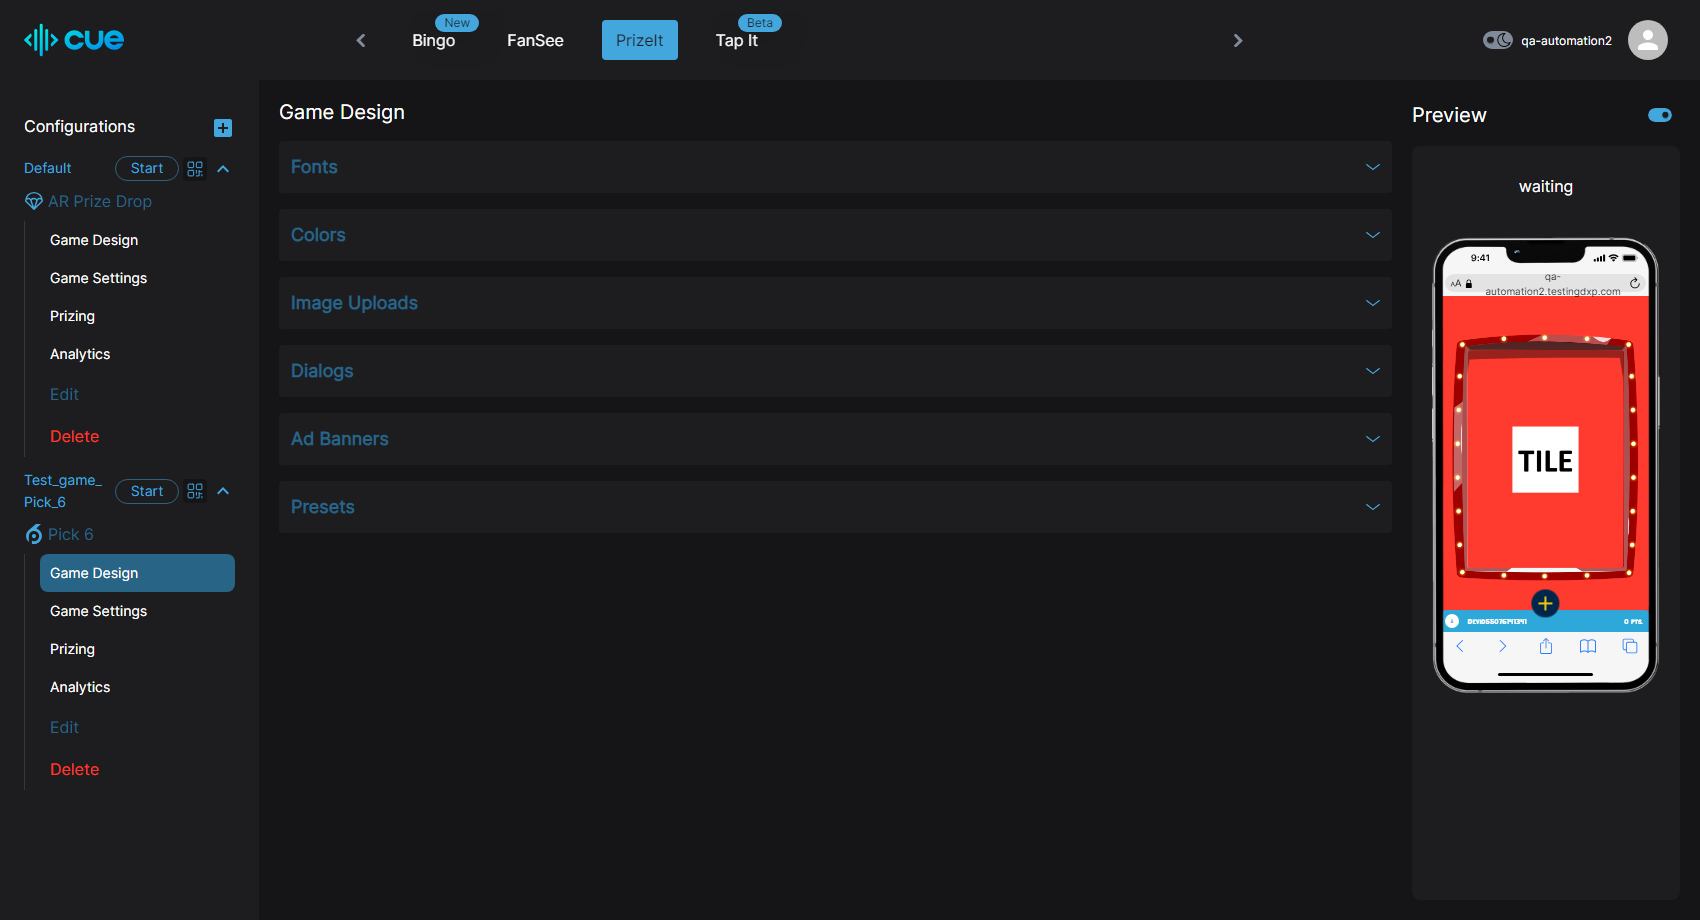 cue
New
Bingo
FanSee
PrizeIt
Beta
Tap It
qa-automation2
Configurations
Default
Start
AR Prize Drop
Game Design
Game Settings
Prizing
Analytics
Edit
Delete
Test_game_
Pick_6
Start
Pick 6
Game Design
Game Settings
Prizing
Analytics
Edit
Delete
Game Design
Fonts
Colors
Image Uploads
Dialogs
Ad Banners
Presets
Preview
waiting
9:41
AA
qa-
automation2.testingdxp.com
TILE
0 PTS.